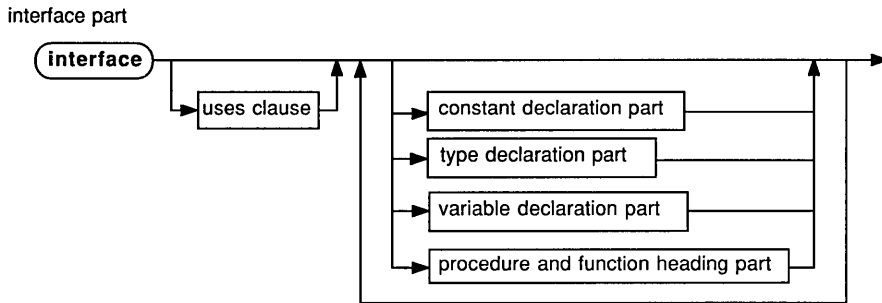 interface part
interface
uses clause
constant declaration part
type declaration part
variable declaration part
procedure and function heading part